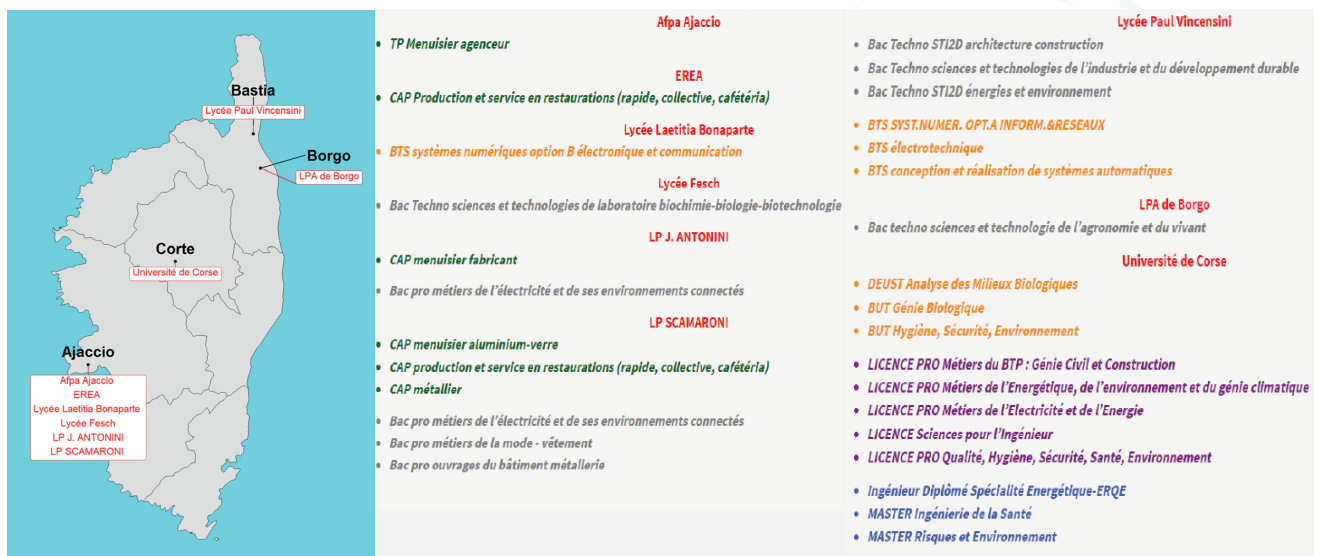 Bastia
Lycée Paul Vincensini
Borgo
LPA de Borgo
Corte
Université de Corse
Ajaccio
Afpa Ajaccio
EREA
Lycée Laetitia Bonaparte
Lycée Fesch
LP J. ANTONINI
LP SCAMARONI
Afpa Ajaccio
• TP Menuisier agenceur
EREA
• CAP Production et service en restaurations (rapide, collective, cafétéria)
Lycée Laetitia Bonaparte
• BTS systèmes numériques option B électronique et communication
Lycée Fesch
• Bac Techno sciences et technologies de laboratoire biochimie-biologie-biotechnologie
LP J. ANTONINI
• CAP menuisier fabricant
• Bac pro métiers de l'électricité et de ses environnements connectés
LP SCAMARONI
• CAP menuisier aluminium-verre
• CAP production et service en restaurations (rapide, collective, cafétéria)
• CAP métallier
• Bac pro métiers de l'électricité et de ses environnements connectés
• Bac pro métiers de la mode - vêtement
• Bac pro ouvrages du bâtiment métallerie
Lycée Paul Vincensini
• Bac Techno STI2D architecture construction
• Bac Techno sciences et technologies de l'industrie et du développement durable
• Bac Techno STI2D énergies et environnement
• BTS SYST.NUMER. OPT.A INFORM.&RESEAUX
• BTS électrotechnique
• BTS conception et réalisation de systèmes automatiques
LPA de Borgo
• Bac techno sciences et technologie de l'agronomie et du vivant
Université de Corse
• DEUST Analyse des Milieux Biologiques
• BUT Génie Biologique
• BUT Hygiène, Sécurité, Environnement
• LICENCE PRO Métiers du BTP : Génie Civil et Construction
• LICENCE PRO Métiers de l'Energétique, de l'environnement et du génie climatique
• LICENCE PRO Métiers de l'Electricité et de l'Energie
• LICENCE Sciences pour l'Ingénieur
• LICENCE PRO Qualité, Hygiène, Sécurité, Santé, Environnement
• Ingénieur Diplômé Spécialité Energétique-ERQE
• MASTER Ingénierie de la Santé
• MASTER Risques et Environnement